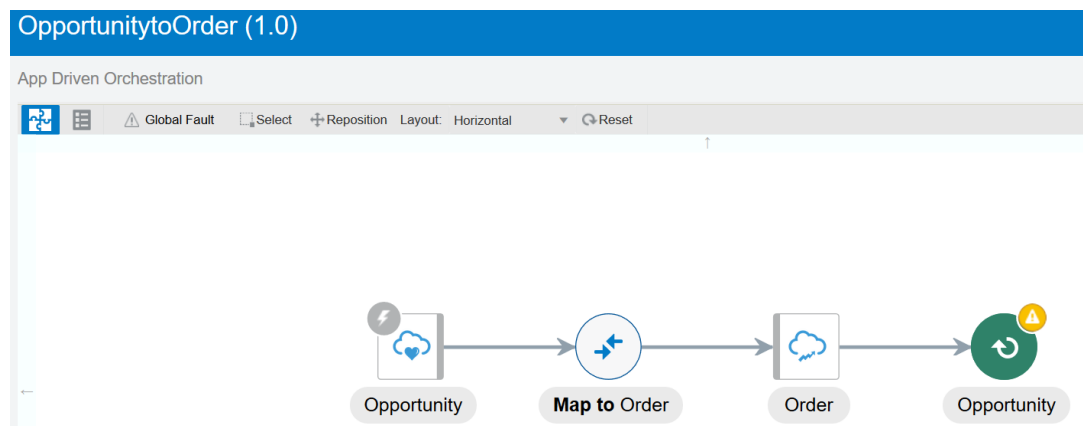 OpportunitytoOrder (1.0)
App Driven Orchestration
Global Fault Select Reposition Layout: Horizontal Reset
Opportunity Map to Order Order Opportunity